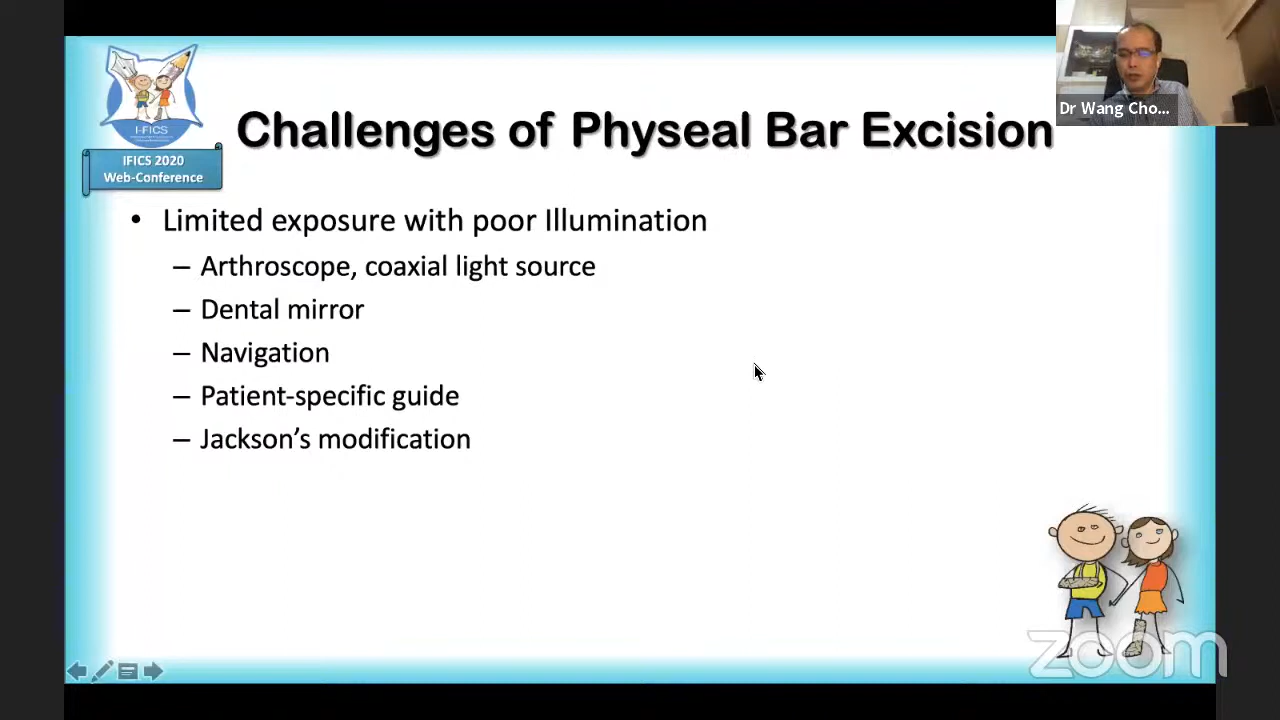 I-FICS
IFICS 2020
Web-Conference
Challenges of Physeal Bar Excision
Dr Wang Cho...
• Limited exposure with poor Illumination
– Arthroscope, coaxial light source
– Dental mirror
– Navigation
– Patient-specific guide
– Jackson’s modification
zoom